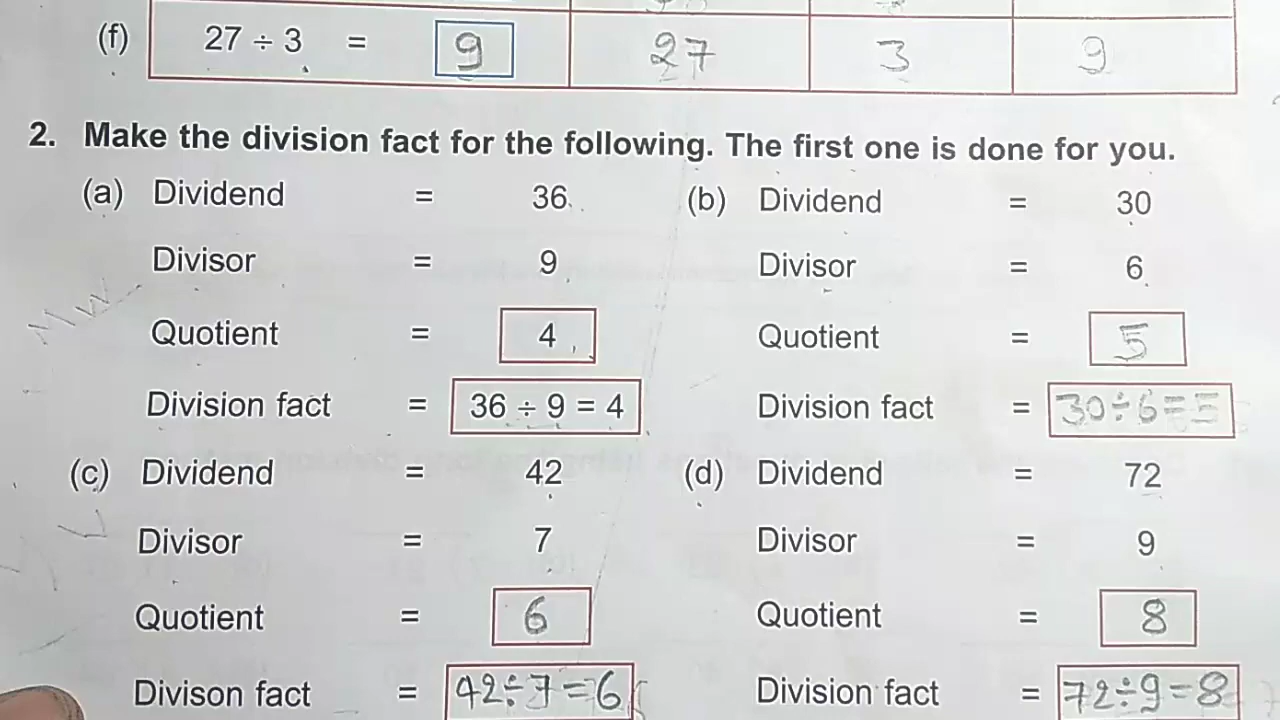 (f) 27 ÷ 3 = 9 27 3 9
2. Make the division fact for the following. The first one is done for you.
(a) Dividend = 36 (b) Dividend = 30
Divisor = 9 Divisor = 6
Quotient = 4 Quotient = 5
Division fact = 36 ÷ 9 = 4 Division fact = 30÷6=5
(c) Dividend = 42 (d) Dividend = 72
Divisor = 7 Divisor = 9
Quotient = 6 Quotient = 8
Divison fact = 42÷7=6 Division fact = 72÷9=8